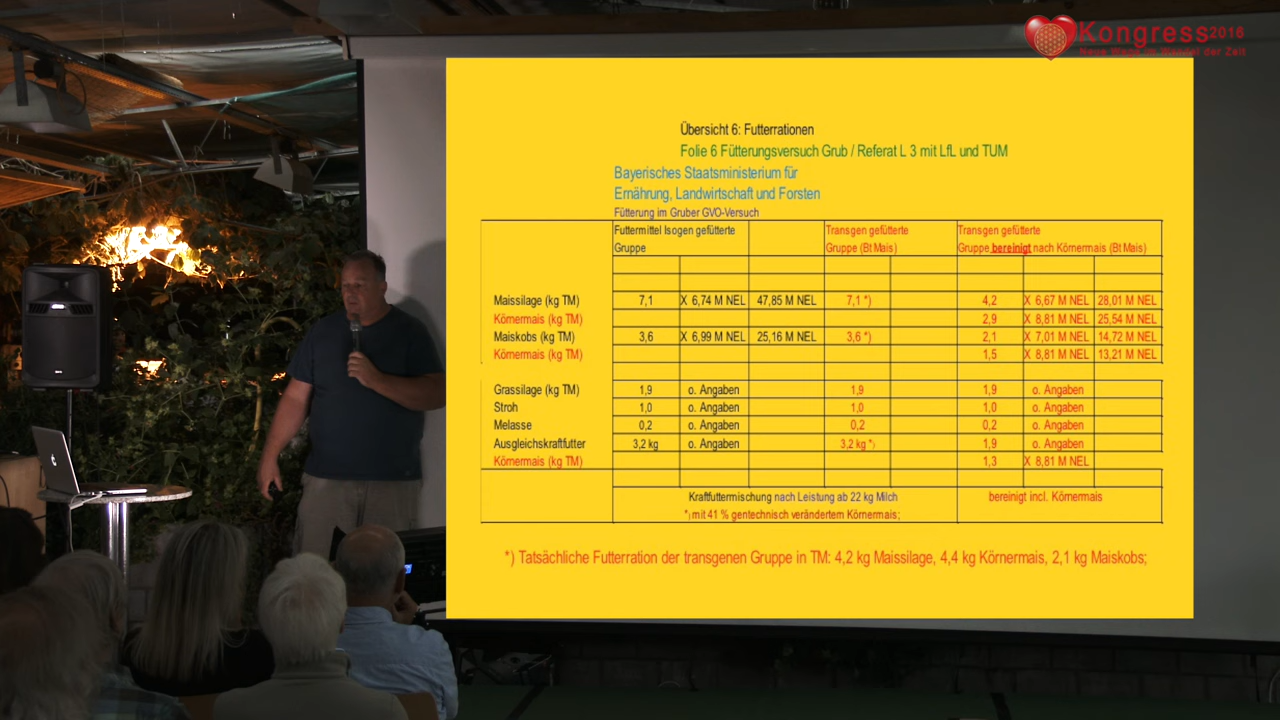 Kongress2016
Neue Wege im Wandel der Zeit
Übersicht 6: Futterrationen
Folie 6 Fütterungsversuch Grub / Referat L 3 mit LfL und TUM
Bayerisches Staatsministerium für
Ernährung, Landwirtschaft und Forsten
Fütterung im Gruber GVO-Versuch
Futtermittel Isogen gefütterte Transgen gefütterte Transgen gefütterte
Gruppe Gruppe (Bt Mais) Gruppe bereinigt nach Körnermais (Bt Mais)
Maissilage (kg TM) 7,1 X 6,74 M NEL 47,85 M NEL 7,1 *) 4,2 X 6,67 M NEL 28,01 M NEL
Körnermais (kg TM) 2,9 X 8,81 M NEL 25,54 M NEL
Maiskobs (kg TM) 3,6 X 6,99 M NEL 25,16 M NEL 3,6 *) 2,1 X 7,01 M NEL 14,72 M NEL
Körnermais (kg TM) 1,5 X 8,81 M NEL 13,21 M NEL
Grassilage (kg TM) 1,9 o. Angaben 1,9 1,9 o. Angaben
Stroh 1,0 o. Angaben 1,0 1,0 o. Angaben
Melasse 0,2 o. Angaben 0,2 0,2 o. Angaben
Ausgleichskraftfutter 3,2 kg o. Angaben 3,2 kg *) 1,9 o. Angaben
Körnermais (kg TM) 1,3 X 8,81 M NEL
Kraftfuttermischung nach Leistung ab 22 kg Milch bereinigt incl. Körnermais
*) mit 41 % gentechnisch verändertem Körnermais;
*) Tatsächliche Futterration der transgenen Gruppe in TM: 4,2 kg Maissilage, 4,4 kg Körnermais, 2,1 kg Maiskobs;